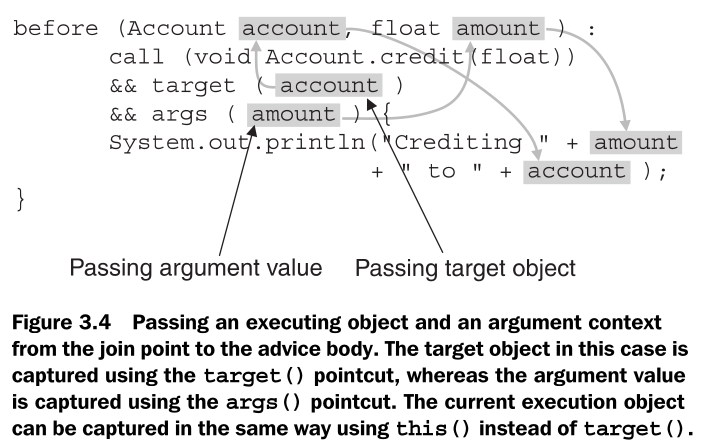 before (Account account, float amount ) :
call (void Account.credit(float))
&& target ( account )
&& args ( amount ) {
System.out.println("Crediting " + amount
+ " to " + account );
}
Passing argument value Passing target object
Figure 3.4 Passing an executing object and an argument context
from the join point to the advice body. The target object in this case is
captured using the target() pointcut, whereas the argument value
is captured using the args() pointcut. The current execution object
can be captured in the same way using this() instead of target().